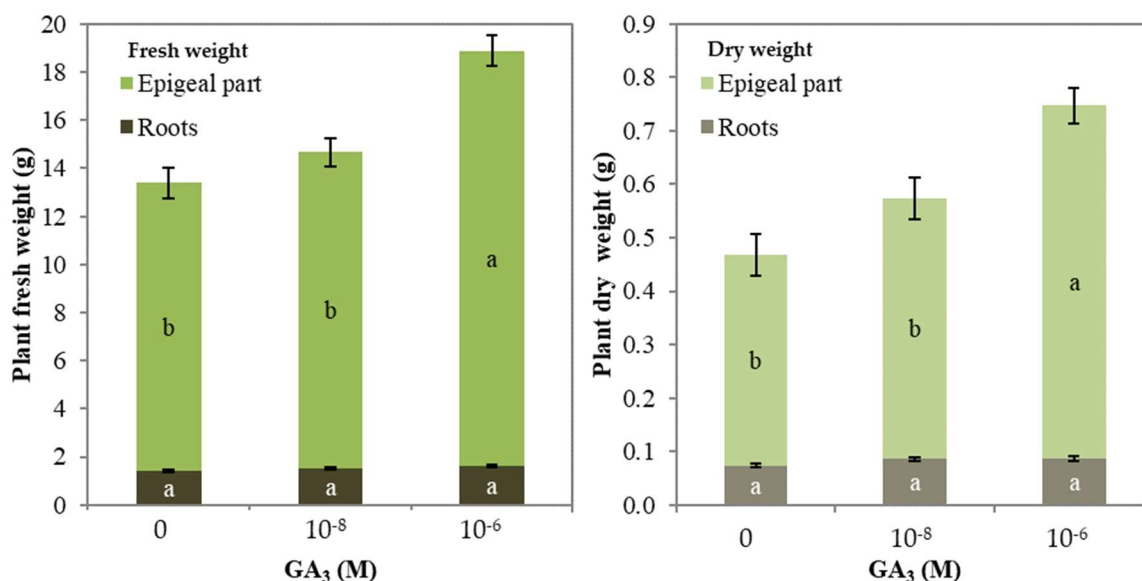 Fresh weight
Epigeal part
Roots
Plant fresh weight (g)
20
18
16
14
12
10
8
6
4
2
0
b
b
a
a
a
a
0
10⁻⁸
10⁻⁶
GA₃ (M)
Dry weight
Epigeal part
Roots
Plant dry weight (g)
0.9
0.8
0.7
0.6
0.5
0.4
0.3
0.2
0.1
0.0
b
b
a
a
a
a
0
10⁻⁸
10⁻⁶
GA₃ (M)